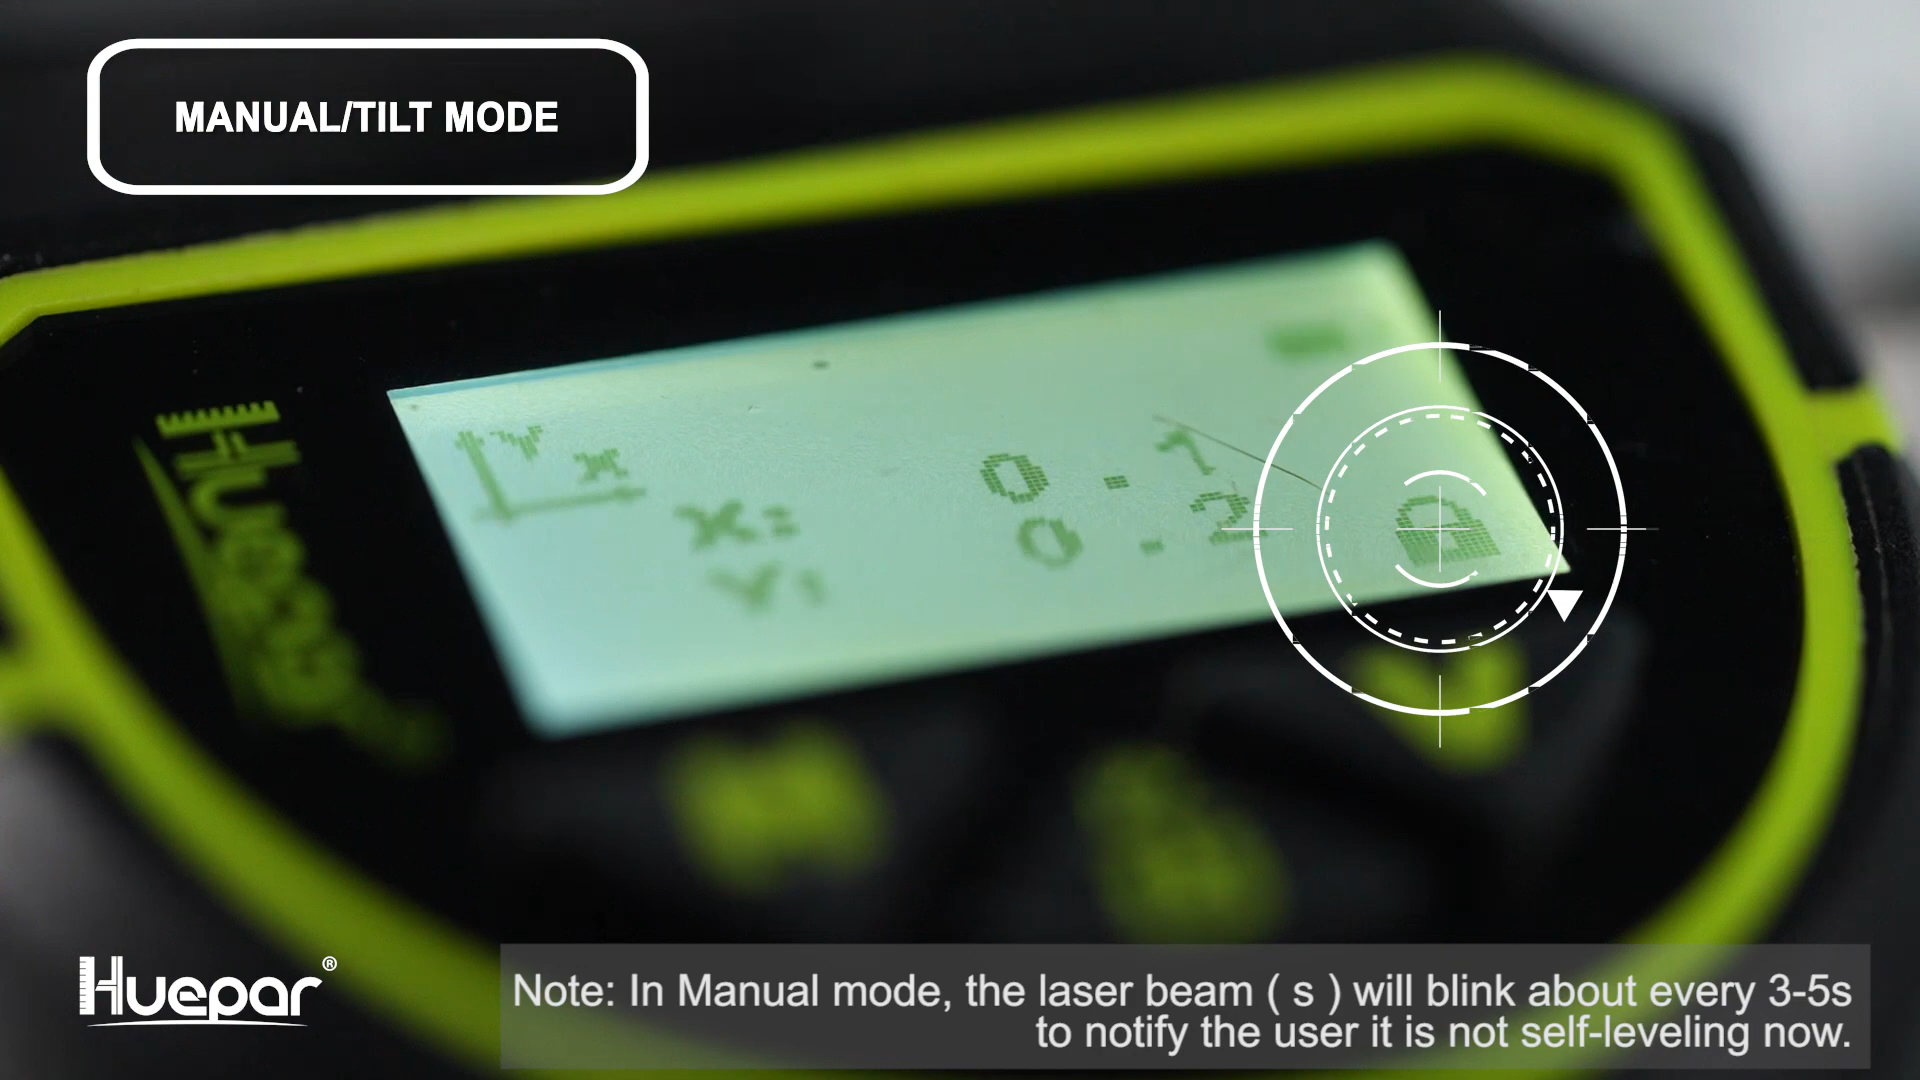 MANUAL/TILT MODE
Huepar
Y
X
X: 0.1
Y: 0.2
Huepar®
Note: In Manual mode, the laser beam ( s ) will blink about every 3-5s
to notify the user it is not self-leveling now.